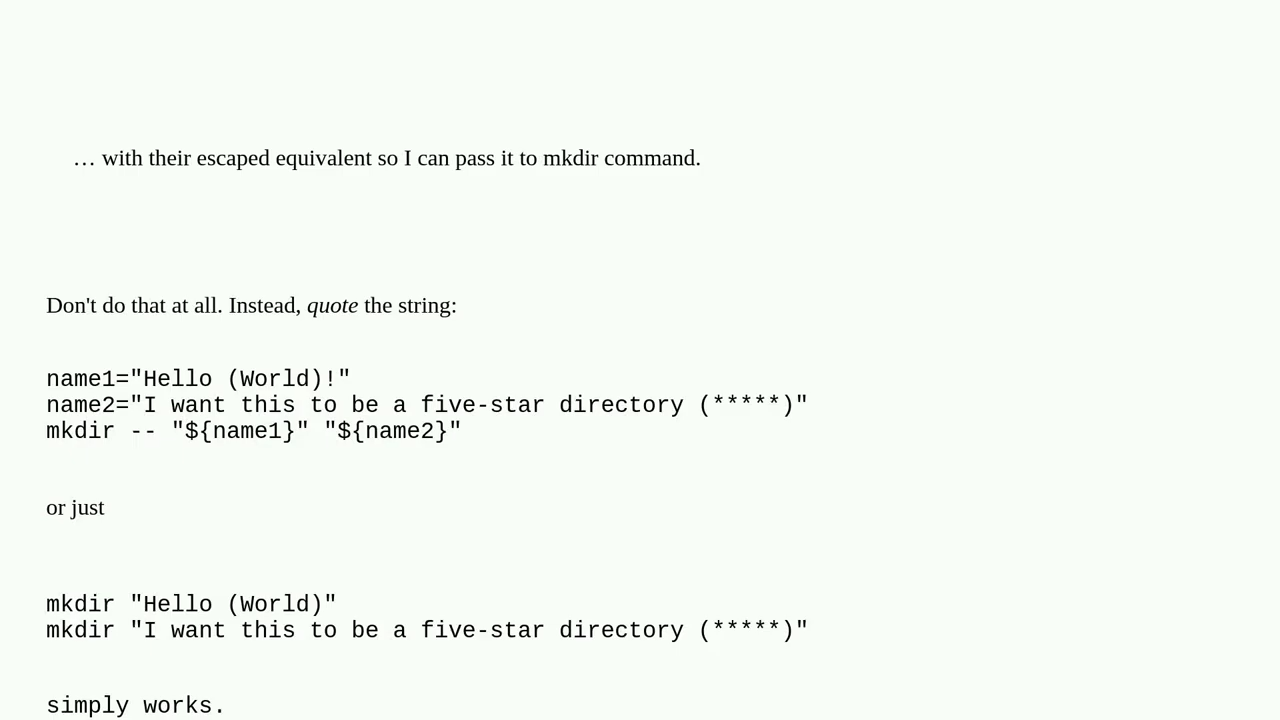 … with their escaped equivalent so I can pass it to mkdir command.
Don't do that at all. Instead, quote the string:
name1="Hello (World)!"
name2="I want this to be a five-star directory (*****)"
mkdir -- "${name1}" "${name2}"
or just
mkdir "Hello (World)"
mkdir "I want this to be a five-star directory (*****)"
simply works.